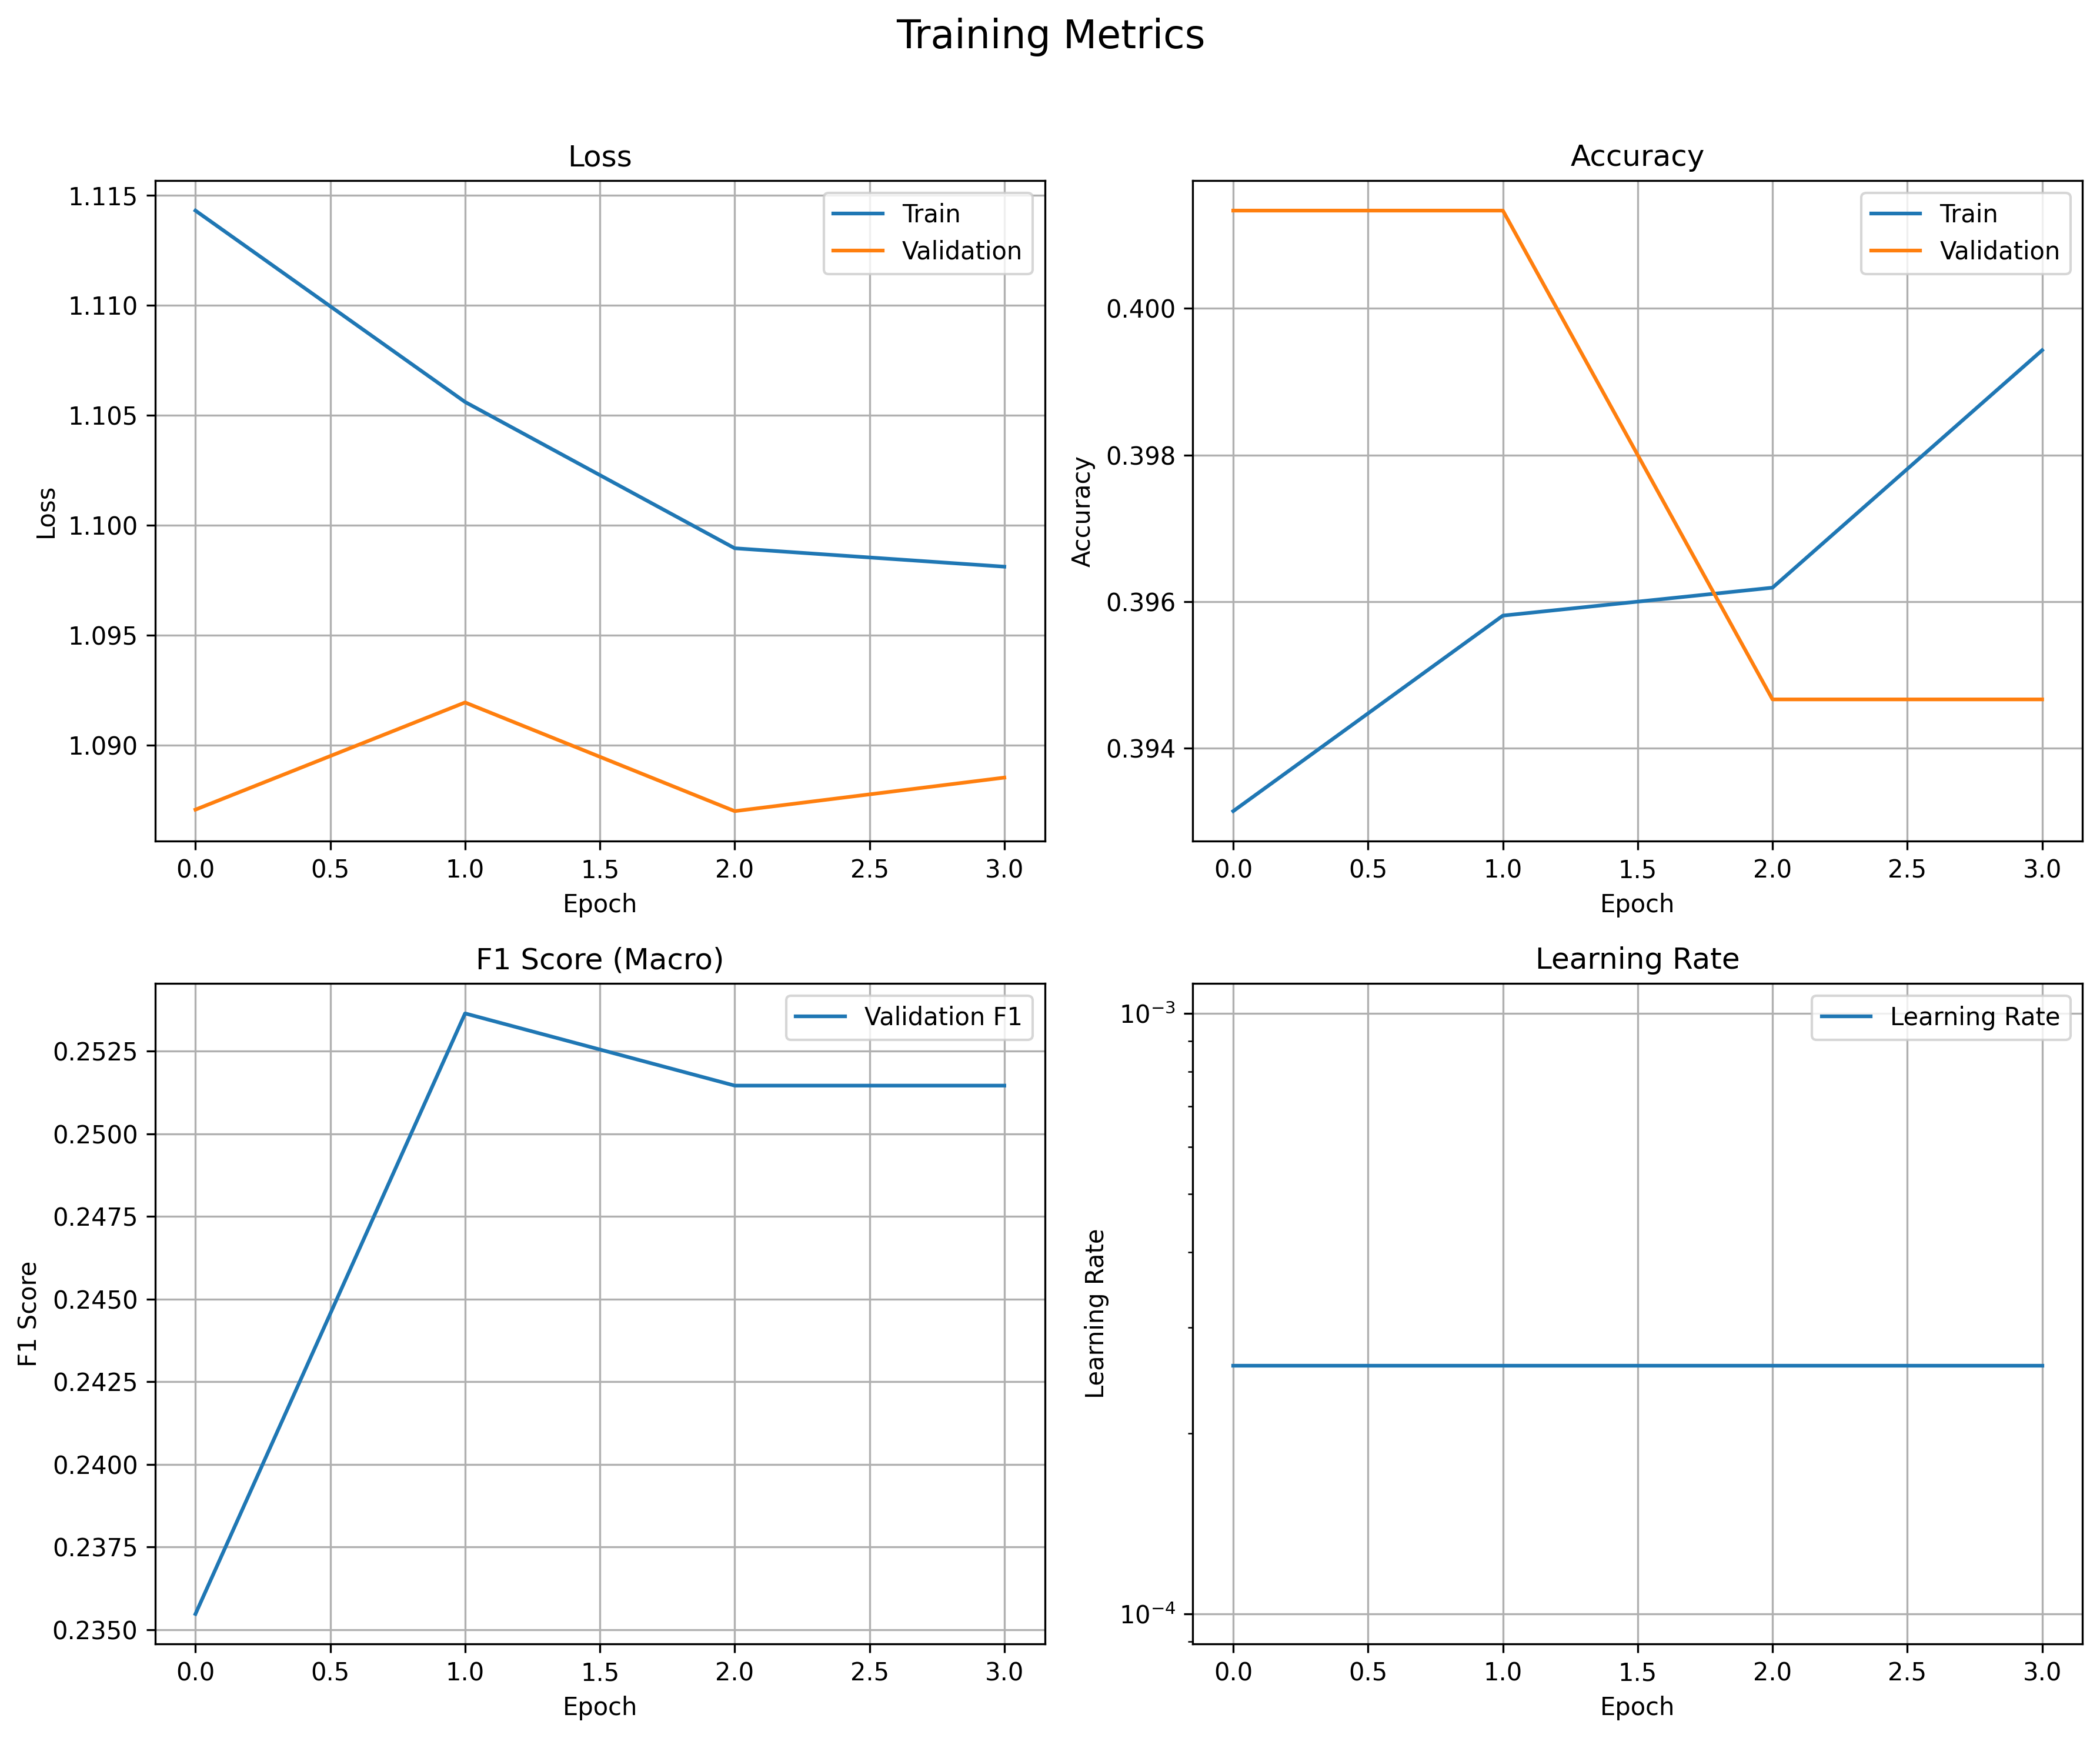 Training Metrics
Loss
1.115
1.110
1.105
1.100
1.095
1.090
Loss
Train
Validation
0.0 0.5 1.0 1.5 2.0 2.5 3.0
Epoch
Accuracy
0.400
0.398
0.396
0.394
Accuracy
Train
Validation
0.0 0.5 1.0 1.5 2.0 2.5 3.0
Epoch
F1 Score (Macro)
0.2525
0.2500
0.2475
0.2450
0.2425
0.2400
0.2375
0.2350
F1 Score
Validation F1
0.0 0.5 1.0 1.5 2.0 2.5 3.0
Epoch
Learning Rate
10⁻³
10⁻⁴
Learning Rate
Learning Rate
0.0 0.5 1.0 1.5 2.0 2.5 3.0
Epoch